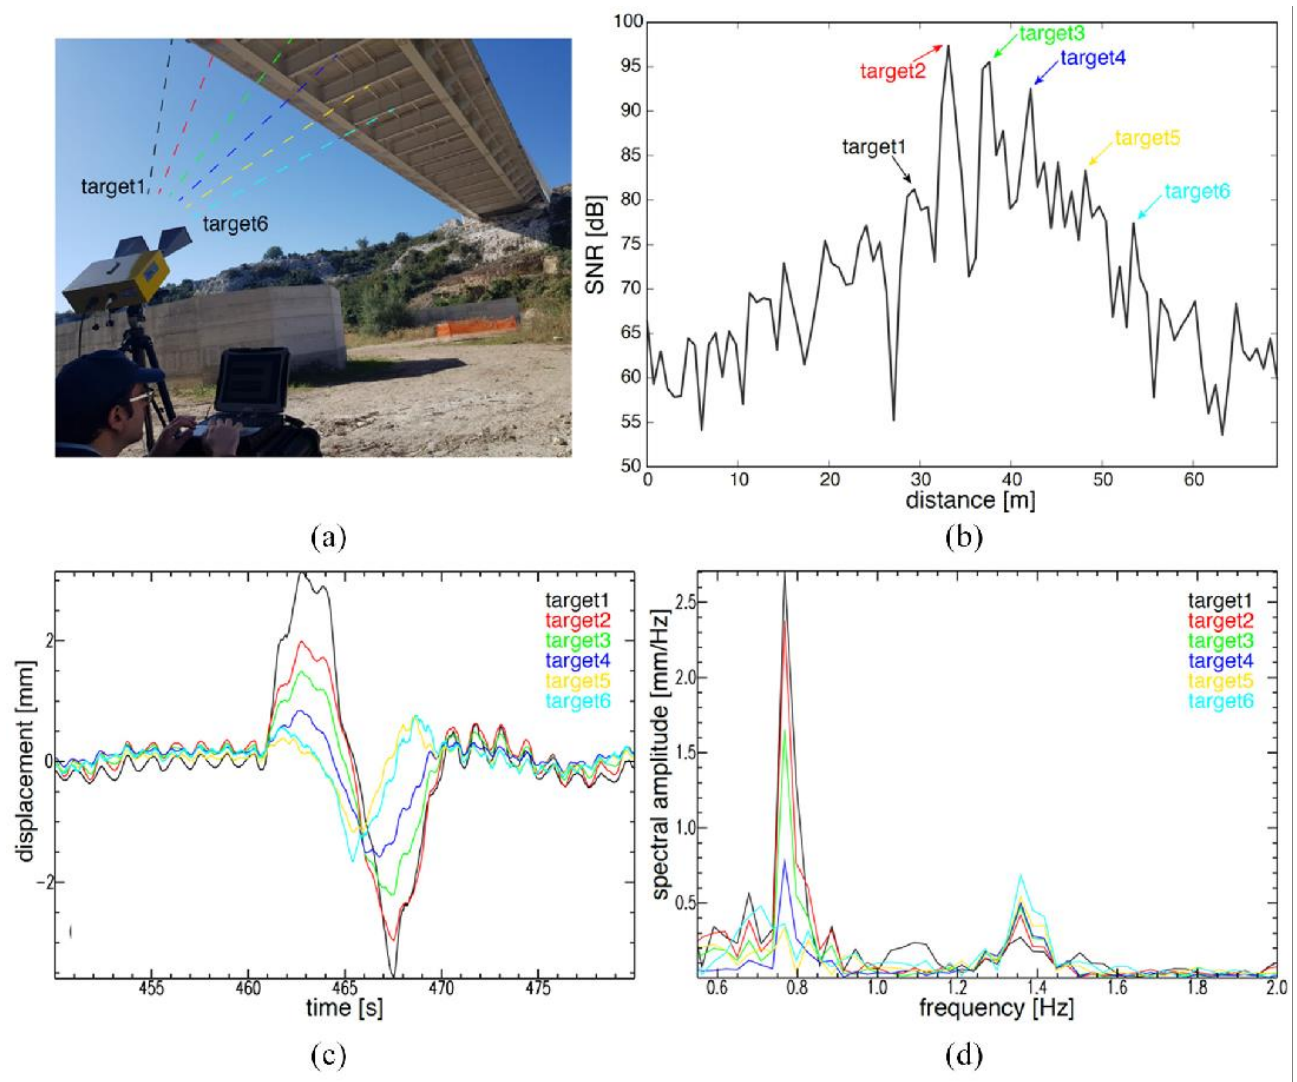 target1
target6
(a)
100
95
90
85
80
75
70
65
60
55
50
SNR [dB]
target1
target2
target3
target4
target5
target6
0 10 20 30 40 50 60
distance [m]
(b)
2
0
-2
displacement [mm]
target1
target2
target3
target4
target5
target6
455 460 465 470 475
time [s]
(c)
2.5
2.0
1.5
1.0
0.5
spectral amplitude [mm/Hz]
target1
target2
target3
target4
target5
target6
0.6 0.8 1.0 1.2 1.4 1.6 1.8 2.0
frequency [Hz]
(d)